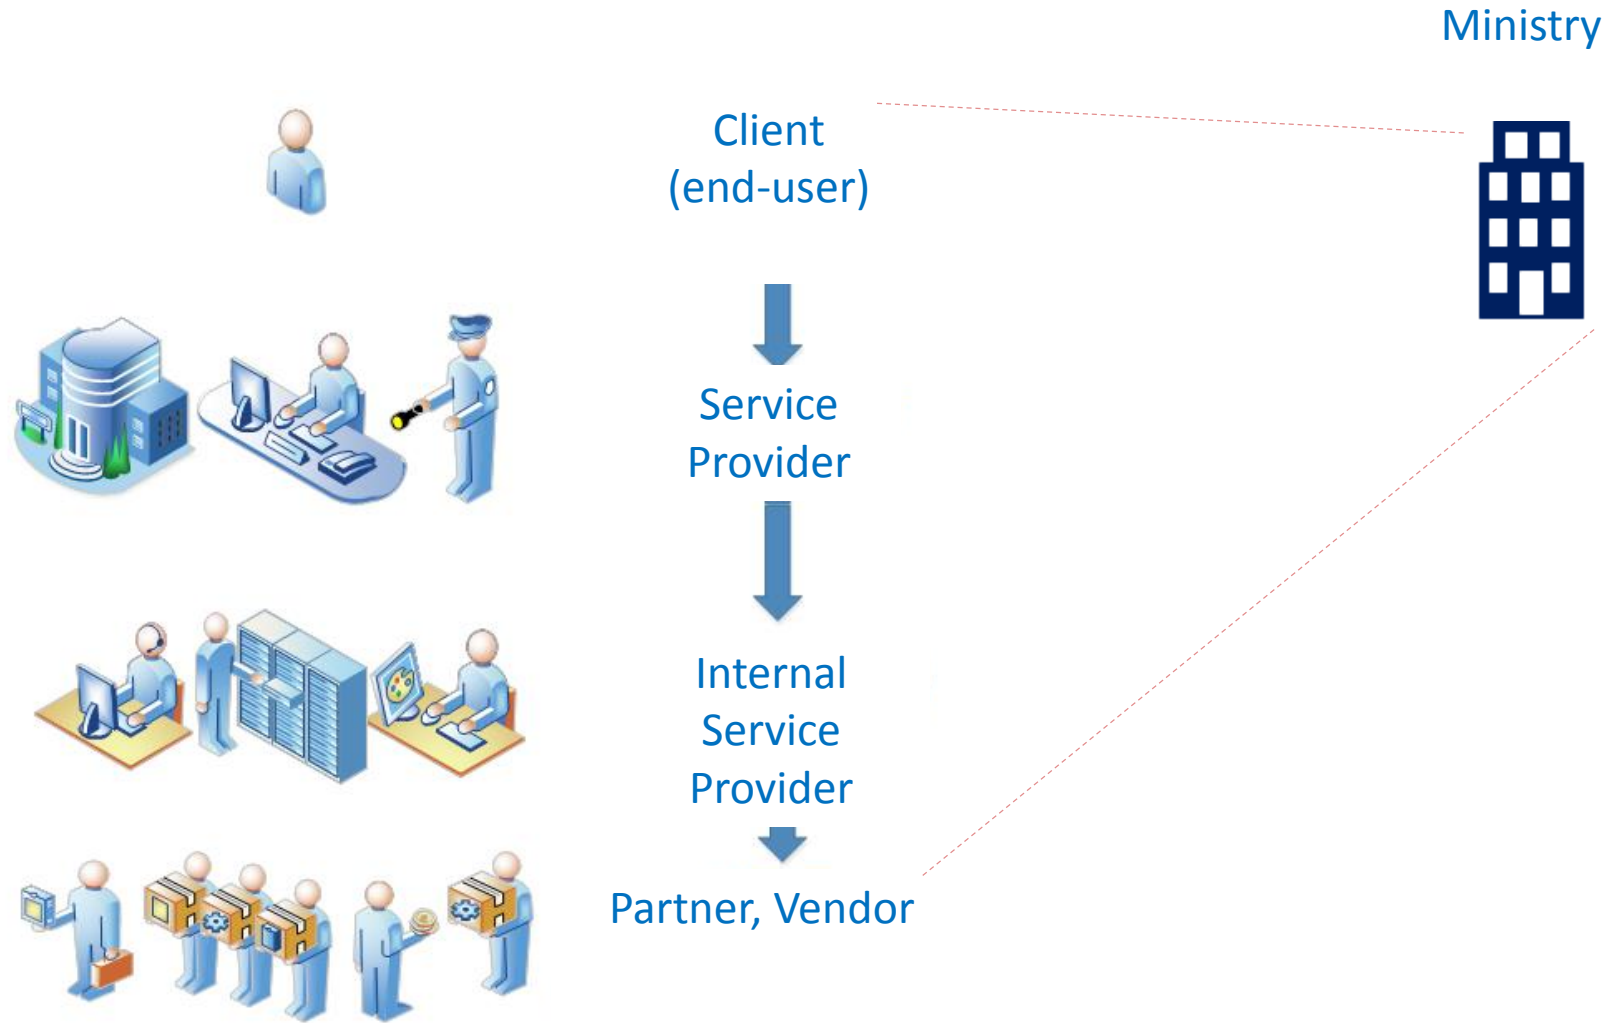 Ministry
Client
(end-user)
Service
Provider
Internal
Service
Provider
Partner, Vendor